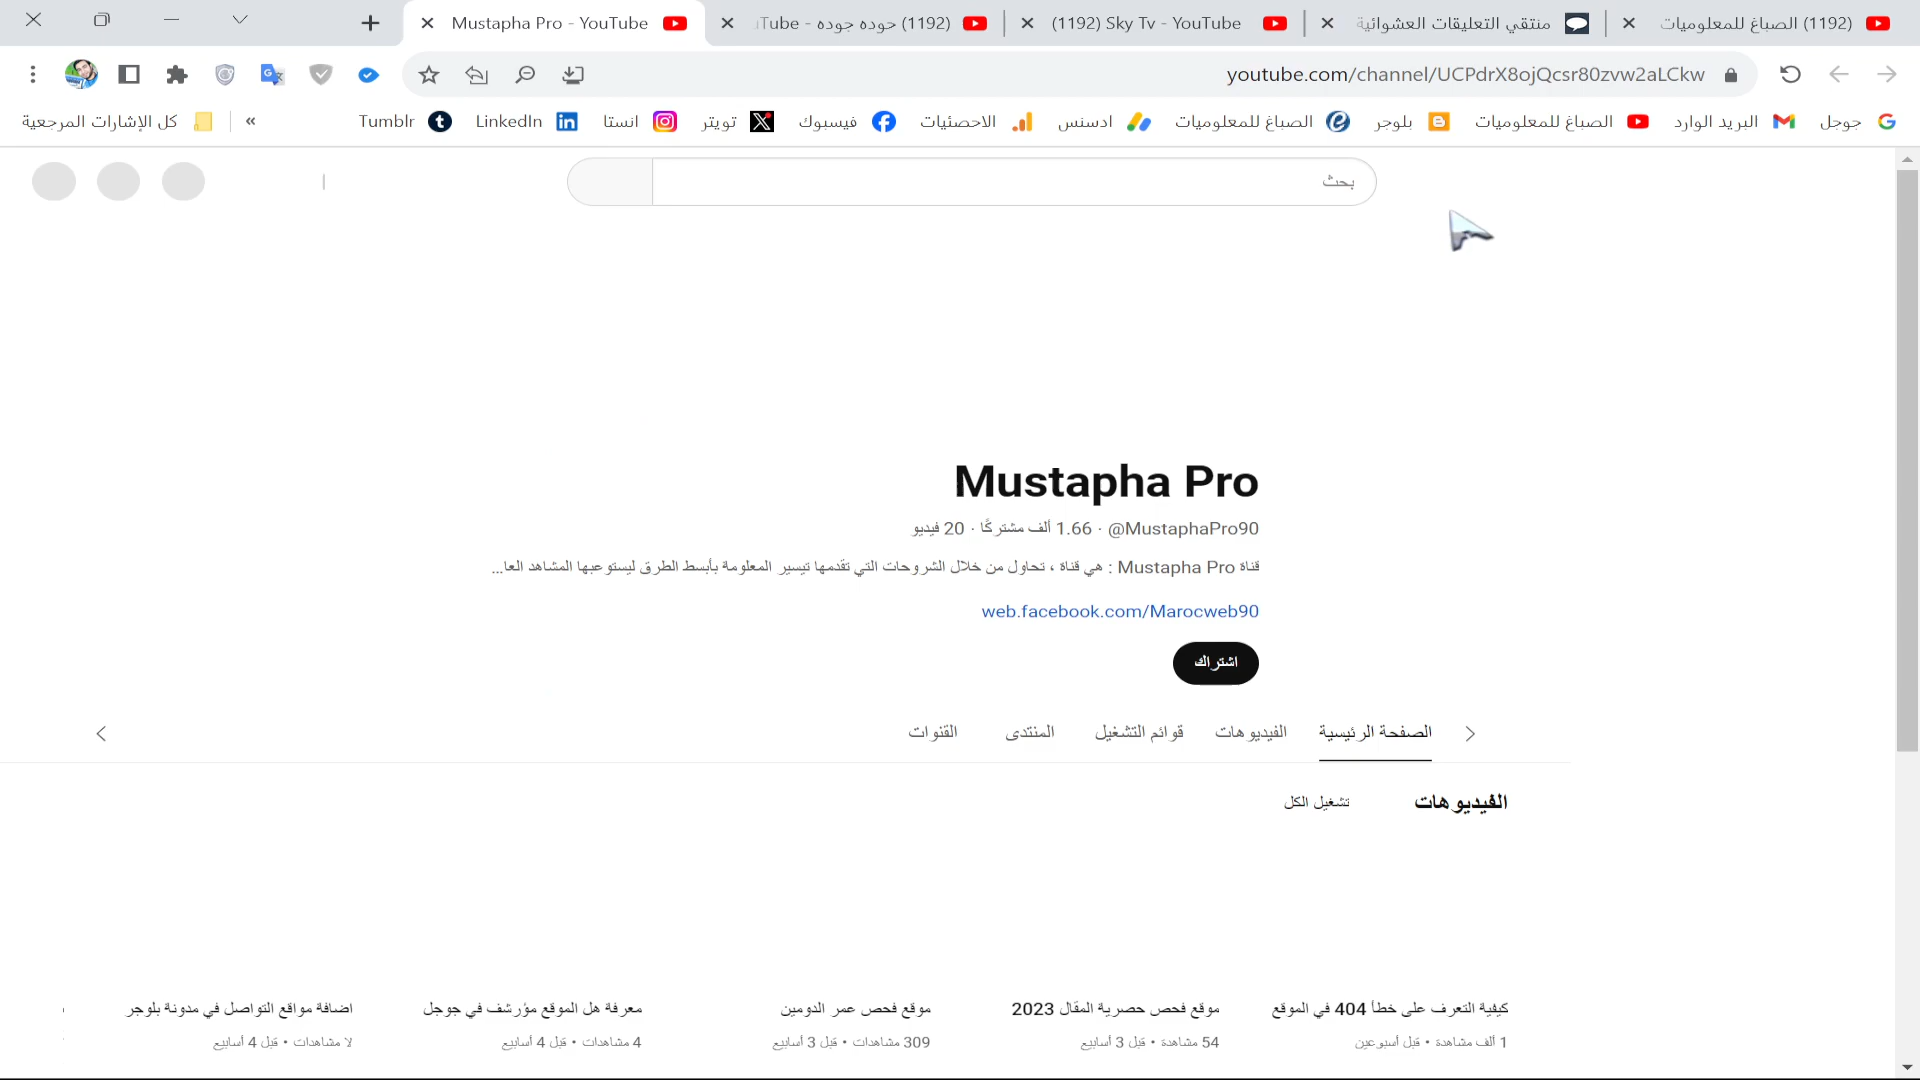 (1192) الصباغ للمعلوميات
منتقي التعليقات العشوائية
(1192) Sky Tv - YouTube
(1192) حوده جوده -
Mustapha Pro - YouTube
youtube.com/channel/UCPdrX8ojQcsr80zvw2aLCkw
جوجل
البريد الوارد
الصباغ للمعلوميات
بلوجر
الصباغ للمعلوميات
ادسنس
الاحصئيات
فيسبوك
تويتر
انستا
LinkedIn
Tumblr
»
كل الإشارات المرجعية
بحث
Mustapha Pro
@MustaphaPro90 · 1.66 ألف مشتركًا · 20 فيديو
قناة Mustapha Pro : هي قناة ، تحاول من خلال الشروحات التي تقدمها تيسير المعلومة بأبسط الطرق ليستوعبها المشاهد العا...
web.facebook.com/Marocweb90
اشتراك
الصفحة الرئيسية
الفيديوهات
قوائم التشغيل
المنتدى
القنوات
الفيديوهات
تشغيل الكل
كيفية التعرف على خطأ 404 في الموقع
1 ألف مشاهدة • قبل أسبوعين
موقع فحص حصرية المقال 2023
54 مشاهدة • قبل 3 أسابيع
موقع فحص عمر الدومين
309 مشاهدات • قبل 3 أسابيع
معرفة هل الموقع مؤرشف في جوجل
4 مشاهدات • قبل 4 أسابيع
اضافة مواقع التواصل في مدونة بلوجر
لا مشاهدات • قبل 4 أسابيع